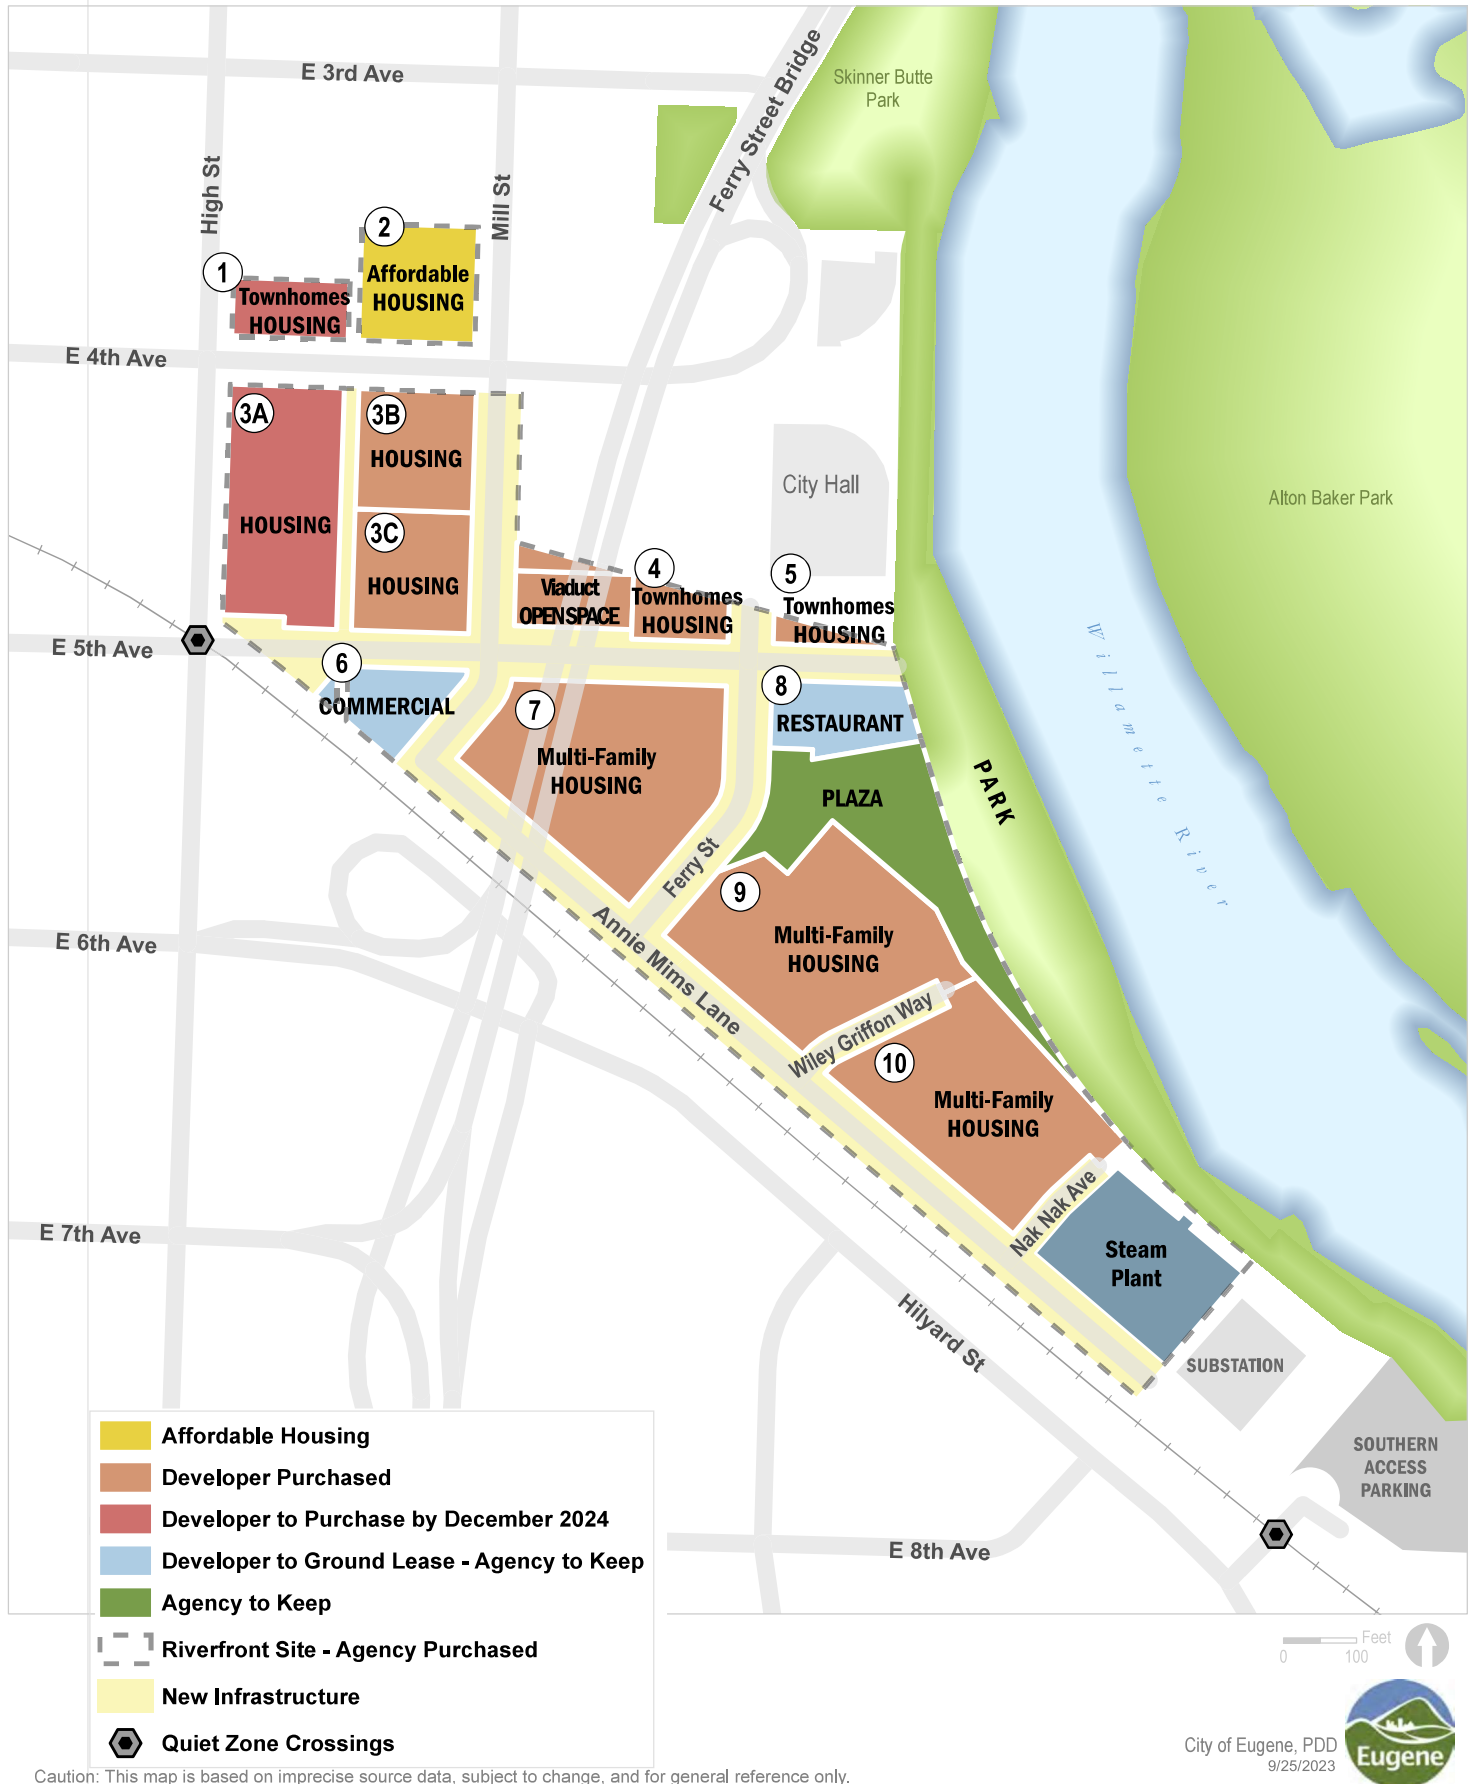 E 3rd Ave
Ferry Street Bridge
Skinner Butte
Park
High St
Mill St
2
Affordable
HOUSING
1
Townhomes
HOUSING
E 4th Ave
3A
HOUSING
3B
HOUSING
3C
HOUSING
City Hall
Alton Baker Park
Viaduct
OPEN SPACE
4
Townhomes
HOUSING
5
Townhomes
HOUSING
E 5th Ave
6
COMMERCIAL
7
Multi-Family
HOUSING
8
RESTAURANT
PLAZA
PARK
Willamette River
Ferry St
9
Multi-Family
HOUSING
E 6th Ave
Annie Mims Lane
Wiley Griffon Way
10
Multi-Family
HOUSING
Nak Nak Ave
E 7th Ave
Steam
Plant
Hilyard St
SUBSTATION
SOUTHERN
ACCESS
PARKING
E 8th Ave
Affordable Housing
Developer Purchased
Developer to Purchase by December 2024
Developer to Ground Lease - Agency to Keep
Agency to Keep
Riverfront Site - Agency Purchased
New Infrastructure
Quiet Zone Crossings
Feet
0 100
City of Eugene, PDD
9/25/2023
Eugene
Caution: This map is based on imprecise source data, subject to change, and for general reference only.